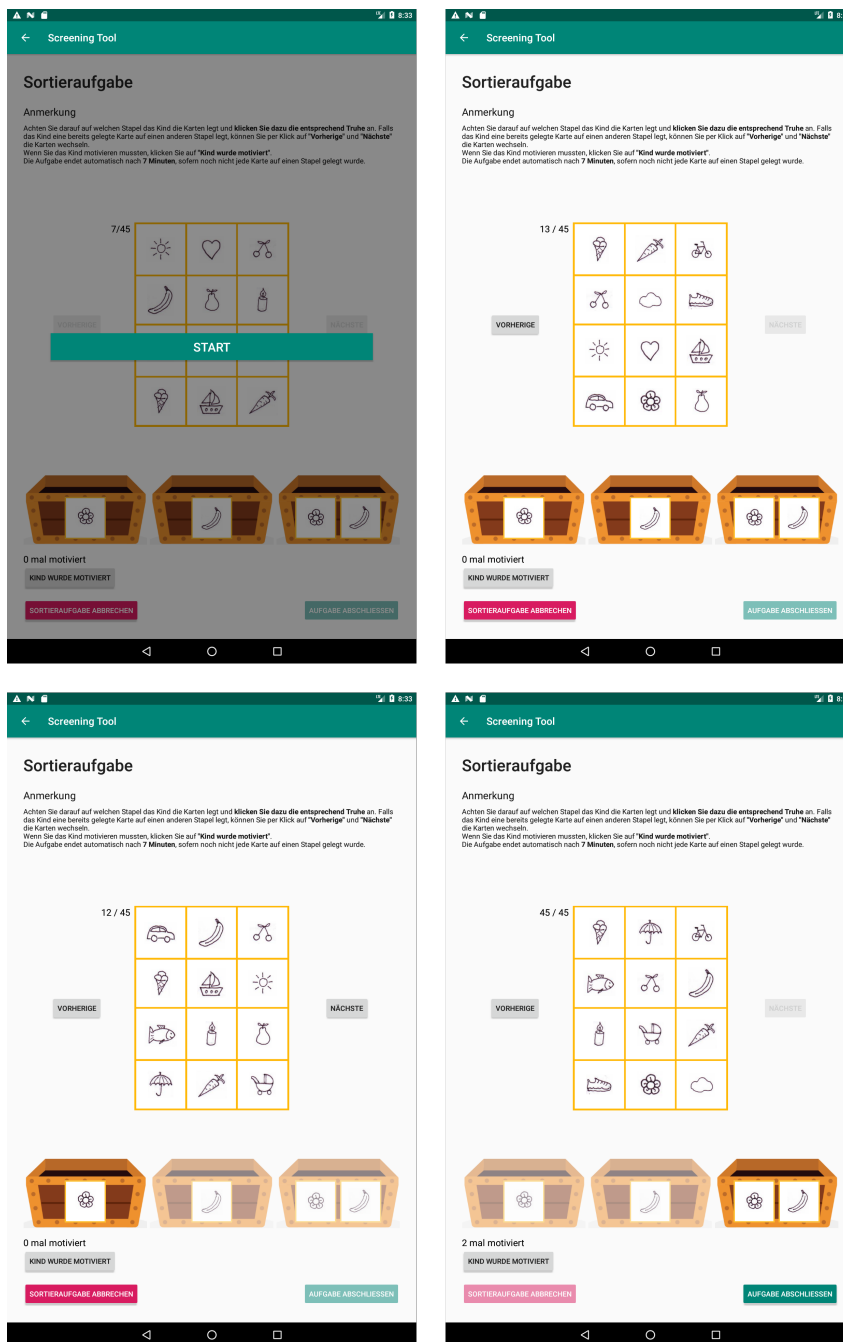 8:33
Screening Tool
Sortieraufgabe
Anmerkung
Achten Sie darauf auf welchen Stapel das Kind die Karten legt und klicken Sie dazu die entsprechend Truhe an. Falls
das Kind eine bereits gelegte Karte auf einen anderen Stapel legt, können Sie per Klick auf "Vorherige" und "Nächste"
die Karten wechseln.
Wenn Sie das Kind motivieren mussten, klicken Sie auf "Kind wurde motiviert".
Die Aufgabe endet automatisch nach 7 Minuten, sofern noch nicht jede Karte auf einen Stapel gelegt wurde.
7/45
VORHERIGE
NÄCHSTE
START
0 mal motiviert
KIND WURDE MOTIVIERT
SORTIERAUFGABE ABBRECHEN
AUFGABE ABSCHLIESSEN
8:
Screening Tool
Sortieraufgabe
Anmerkung
Achten Sie darauf auf welchen Stapel das Kind die Karten legt und klicken Sie dazu die entsprechend Truhe an. Falls
das Kind eine bereits gelegte Karte auf einen anderen Stapel legt, können Sie per Klick auf "Vorherige" und "Nächste"
die Karten wechseln.
Wenn Sie das Kind motivieren mussten, klicken Sie auf "Kind wurde motiviert".
Die Aufgabe endet automatisch nach 7 Minuten, sofern noch nicht jede Karte auf einen Stapel gelegt wurde.
13 / 45
VORHERIGE
NÄCHSTE
0 mal motiviert
KIND WURDE MOTIVIERT
SORTIERAUFGABE ABBRECHEN
AUFGABE ABSCHLIESSEN
8:33
Screening Tool
Sortieraufgabe
Anmerkung
Achten Sie darauf auf welchen Stapel das Kind die Karten legt und klicken Sie dazu die entsprechend Truhe an. Falls
das Kind eine bereits gelegte Karte auf einen anderen Stapel legt, können Sie per Klick auf "Vorherige" und "Nächste"
die Karten wechseln.
Wenn Sie das Kind motivieren mussten, klicken Sie auf "Kind wurde motiviert".
Die Aufgabe endet automatisch nach 7 Minuten, sofern noch nicht jede Karte auf einen Stapel gelegt wurde.
12 / 45
VORHERIGE
NÄCHSTE
0 mal motiviert
KIND WURDE MOTIVIERT
SORTIERAUFGABE ABBRECHEN
AUFGABE ABSCHLIESSEN
8:
Screening Tool
Sortieraufgabe
Anmerkung
Achten Sie darauf auf welchen Stapel das Kind die Karten legt und klicken Sie dazu die entsprechend Truhe an. Falls
das Kind eine bereits gelegte Karte auf einen anderen Stapel legt, können Sie per Klick auf "Vorherige" und "Nächste"
die Karten wechseln.
Wenn Sie das Kind motivieren mussten, klicken Sie auf "Kind wurde motiviert".
Die Aufgabe endet automatisch nach 7 Minuten, sofern noch nicht jede Karte auf einen Stapel gelegt wurde.
45 / 45
VORHERIGE
NÄCHSTE
2 mal motiviert
KIND WURDE MOTIVIERT
SORTIERAUFGABE ABBRECHEN
AUFGABE ABSCHLIESSEN